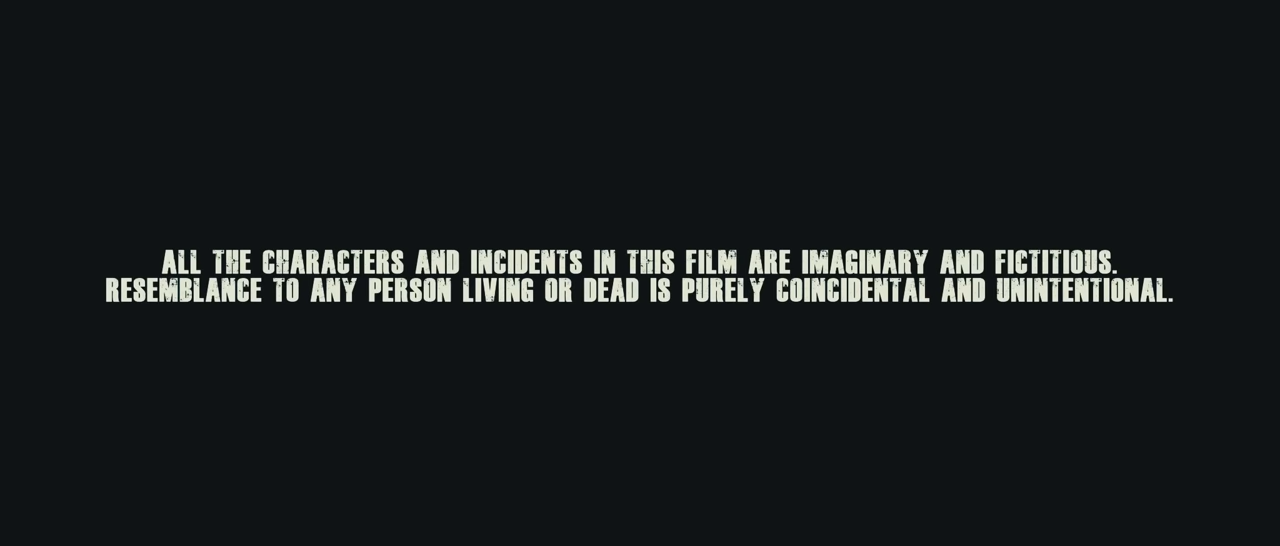 ALL THE CHARACTERS AND INCIDENTS IN THIS FILM ARE IMAGINARY AND FICTITIOUS.
RESEMBLANCE TO ANY PERSON LIVING OR DEAD IS PURELY COINCIDENTAL AND UNINTENTIONAL.